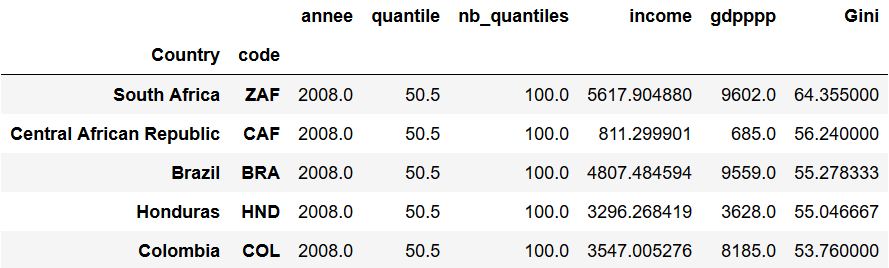 annee quantile nb_quantiles income gdpppp Gini
Country code
South Africa ZAF 2008.0 50.5 100.0 5617.904880 9602.0 64.355000
Central African Republic CAF 2008.0 50.5 100.0 811.299901 685.0 56.240000
Brazil BRA 2008.0 50.5 100.0 4807.484594 9559.0 55.278333
Honduras HND 2008.0 50.5 100.0 3296.268419 3628.0 55.046667
Colombia COL 2008.0 50.5 100.0 3547.005276 8185.0 53.760000